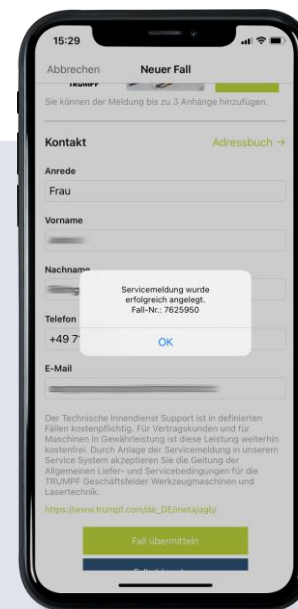 15:29
Abbrechen Neuer Fall
TRUMPF
Sie können der Meldung bis zu 3 Anhänge hinzufügen.
Kontakt Adressbuch →
Anrede
Frau
Vorname
Nachname
Servicemeldung wurde
erfolgreich angelegt.
Fall-Nr.: 7625950
OK
Telefon
+49 7
E-Mail
Der Technische Innendienst Support ist in definierten
Fällen kostenpflichtig. Für Vertragskunden und für
Maschinen in Gewährleistung ist diese Leistung weiterhin
kostenfrei. Durch Anlage der Servicemeldung in unserem
Service System akzeptieren Sie die Geltung der
Allgemeinen Liefer- und Servicebedingungen für die
TRUMPF Geschäftsfelder Werkzeugmaschinen und
Lasertechnik.
https://www.trumpf.com/de_DE/meta/agb/
Fall übermitteln